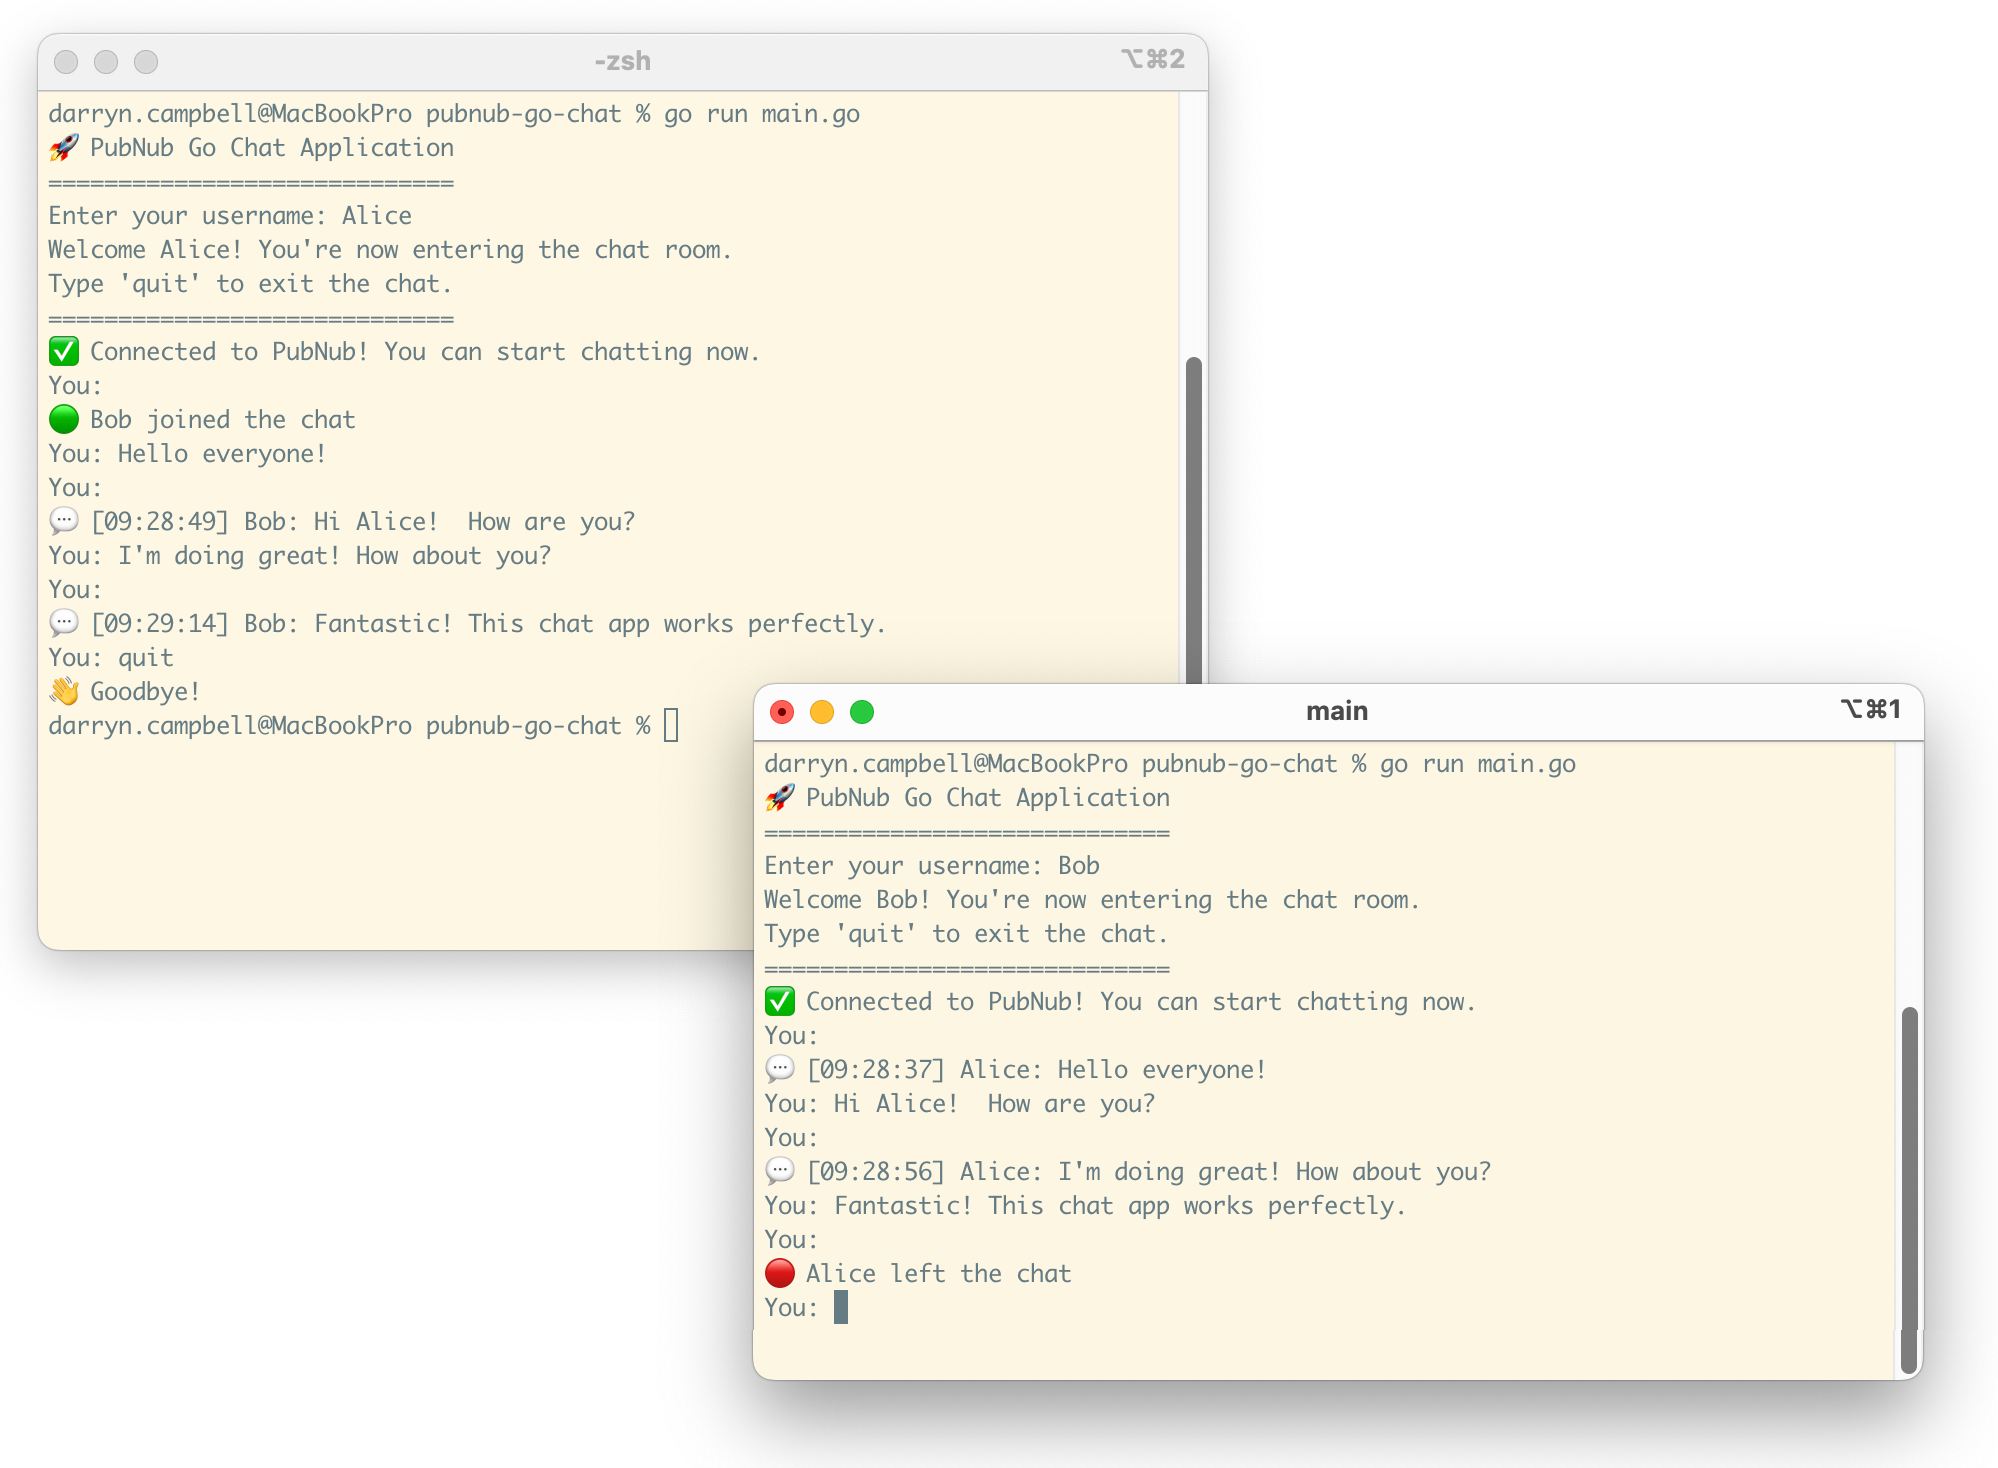 -zsh
⌥⌘2
darryn.campbell@MacBookPro pubnub-go-chat % go run main.go
🚀 PubNub Go Chat Application
=============================
Enter your username: Alice
Welcome Alice! You're now entering the chat room.
Type 'quit' to exit the chat.
=============================
✅ Connected to PubNub! You can start chatting now.
You:
🟢 Bob joined the chat
You: Hello everyone!
You:
💬 [09:28:49] Bob: Hi Alice!  How are you?
You: I'm doing great! How about you?
You:
💬 [09:29:14] Bob: Fantastic! This chat app works perfectly.
You: quit
👋 Goodbye!
darryn.campbell@MacBookPro pubnub-go-chat %
main
⌥⌘1
darryn.campbell@MacBookPro pubnub-go-chat % go run main.go
🚀 PubNub Go Chat Application
=============================
Enter your username: Bob
Welcome Bob! You're now entering the chat room.
Type 'quit' to exit the chat.
=============================
✅ Connected to PubNub! You can start chatting now.
You:
💬 [09:28:37] Alice: Hello everyone!
You: Hi Alice!  How are you?
You:
💬 [09:28:56] Alice: I'm doing great! How about you?
You: Fantastic! This chat app works perfectly.
You:
🔴 Alice left the chat
You: